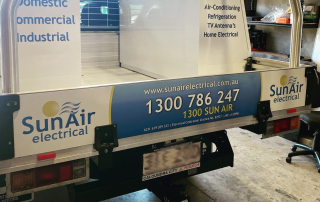 Domestic
Commercial
Industrial
SunAir
Air-Conditioning
Refrigeration
TV Antenna's
Home Electrical
SunAir
electrical
www.sunairelectrical.com.au
1300 786 247
1300 SUN AIR
SunAir
electrical